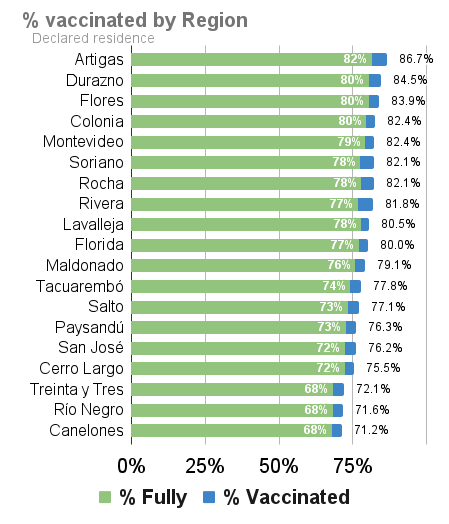 % vaccinated by Region
Declared residence
Artigas 82% 86.7%
Durazno 80% 84.5%
Flores 80% 83.9%
Colonia 80% 82.4%
Montevideo 79% 82.4%
Soriano 78% 82.1%
Rocha 78% 82.1%
Rivera 77% 81.8%
Lavalleja 78% 80.5%
Florida 77% 80.0%
Maldonado 76% 79.1%
Tacuarembó 74% 77.8%
Salto 73% 77.1%
Paysandú 73% 76.3%
San José 72% 76.2%
Cerro Largo 72% 75.5%
Treinta y Tres 68% 72.1%
Río Negro 68% 71.6%
Canelones 68% 71.2%
0% 25% 50% 75%
% Fully % Vaccinated